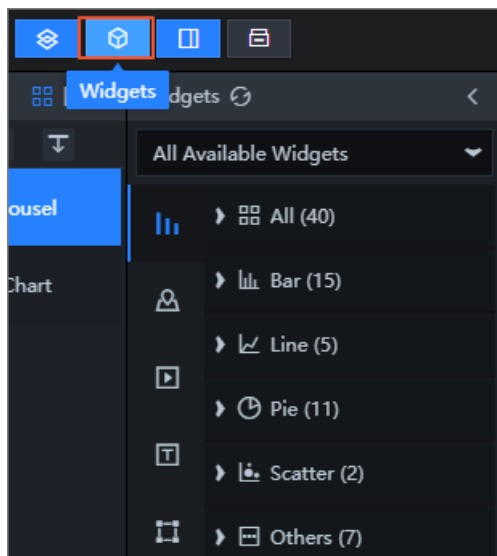 Widgets
dgets
All Available Widgets
ousel
All (40)
Chart
Bar (15)
Line (5)
Pie (11)
Scatter (2)
Others (7)